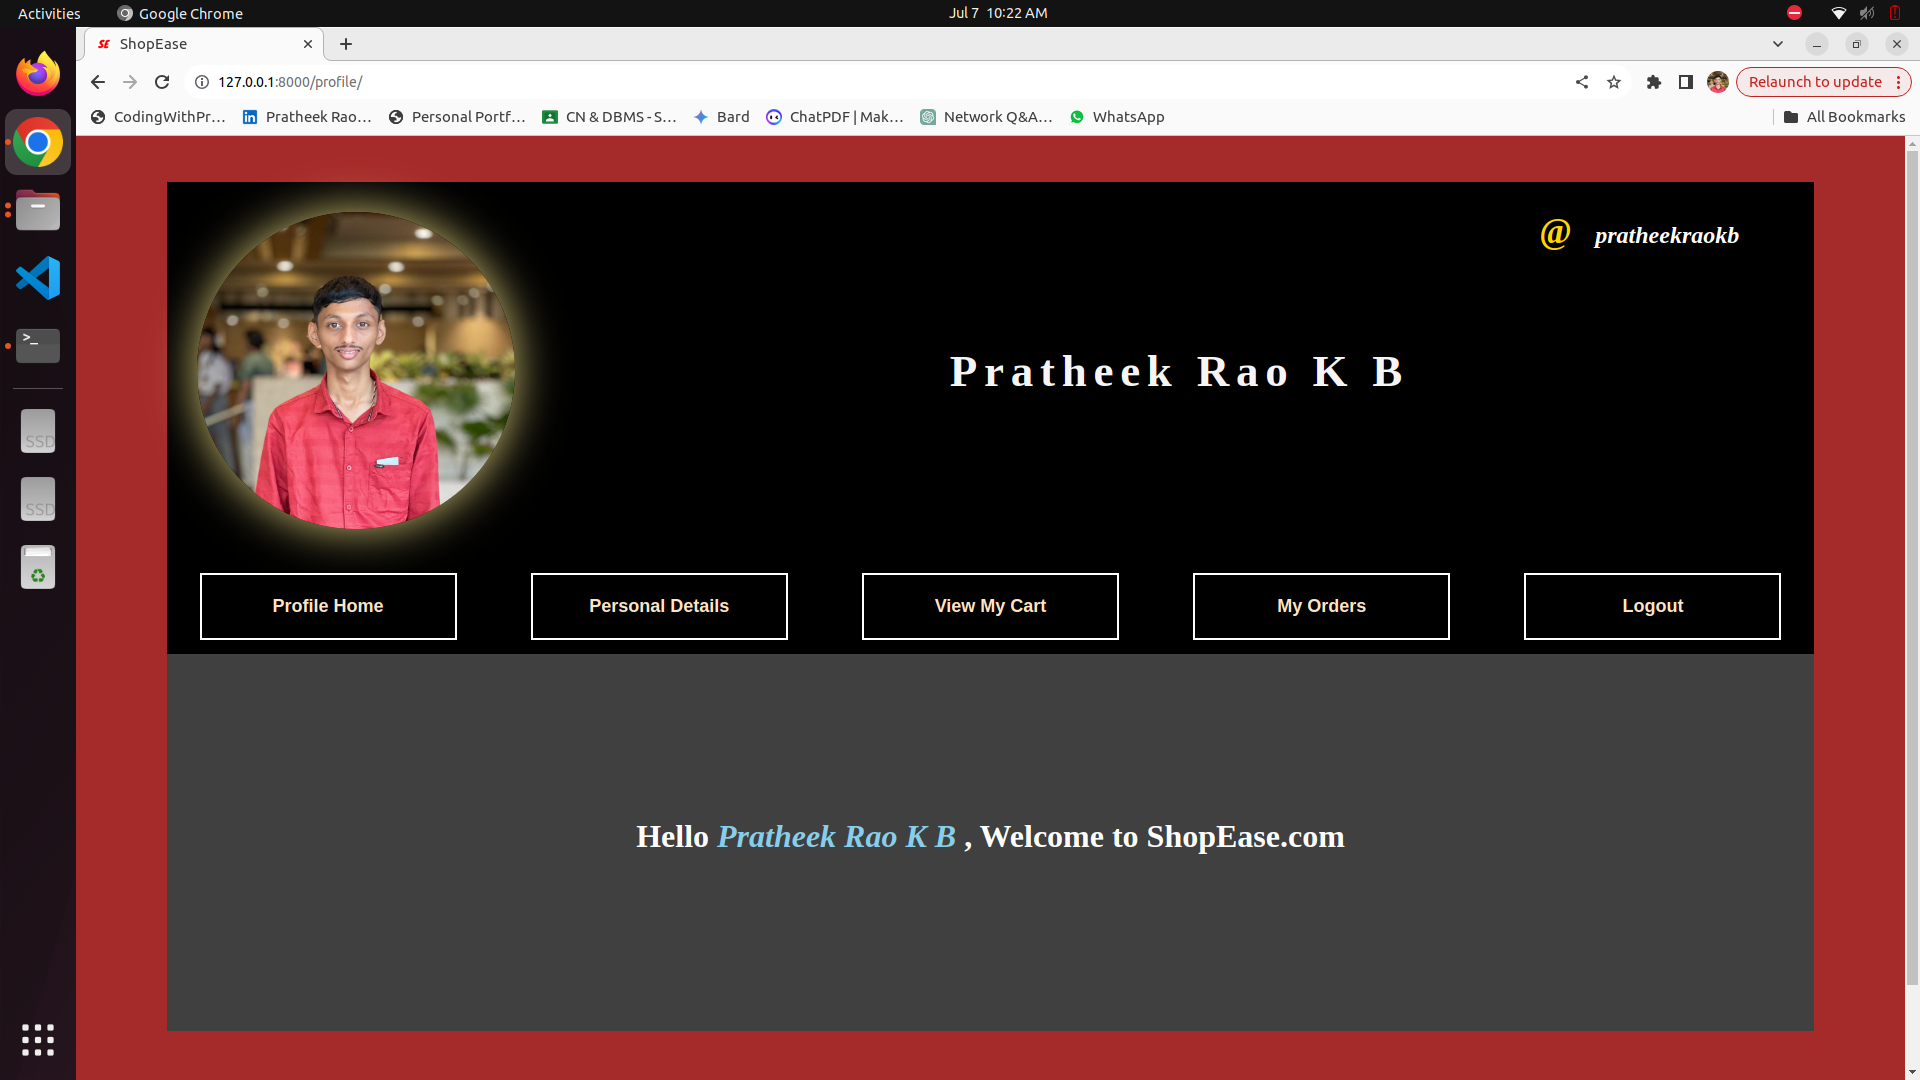 Activities Google Chrome Jul 7 10:22 AM
SE ShopEase
127.0.0.1:8000/profile/ Relaunch to update
CodingWithPr... Pratheek Rao... Personal Portf... CN & DBMS - S... Bard ChatPDF | Mak... Network Q&A... WhatsApp All Bookmarks
@ pratheekraokb
Pratheek Rao K B
>_
SSD
SSD
Profile Home Personal Details View My Cart My Orders Logout
Hello Pratheek Rao K B , Welcome to ShopEase.com